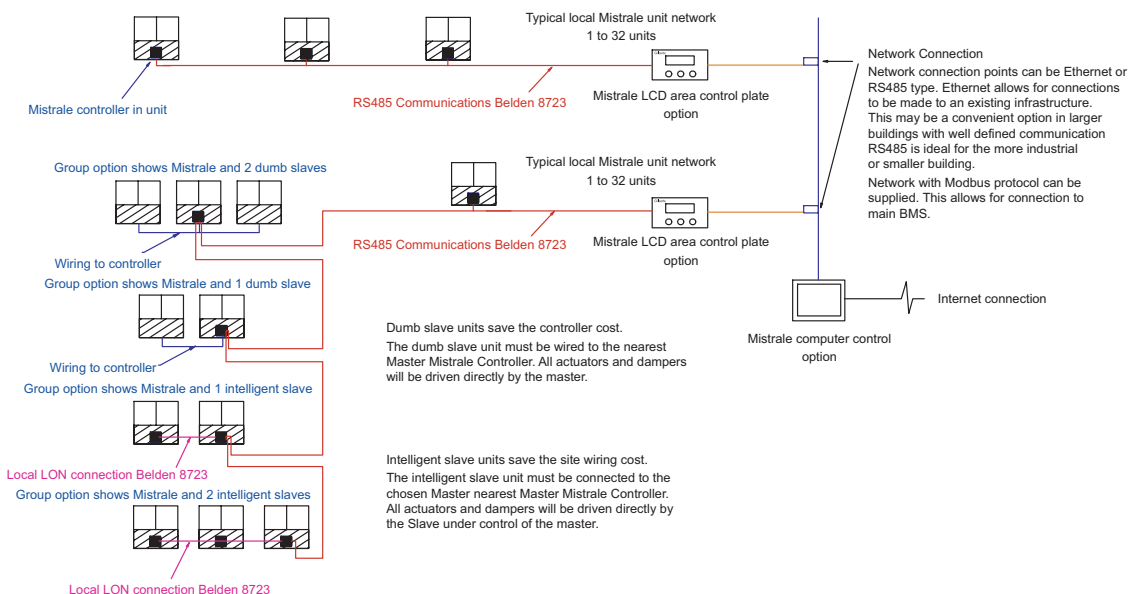 Typical local Mistrale unit network
1 to 32 units
Mistrale controller in unit
RS485 Communications Belden 8723
Mistrale LCD area control plate
option
Network Connection
Network connection points can be Ethernet or
RS485 type. Ethernet allows for connections
to be made to an existing infrastructure.
This may be a convenient option in larger
buildings with well defined communication
RS485 is ideal for the more industrial
or smaller building.
Network with Modbus protocol can be
supplied. This allows for connection to
main BMS.
Group option shows Mistrale and 2 dumb slaves
Typical local Mistrale unit network
1 to 32 units
Wiring to controller
RS485 Communications Belden 8723
Mistrale LCD area control plate
option
Group option shows Mistrale and 1 dumb slave
Internet connection
Mistrale computer control
option
Wiring to controller
Dumb slave units save the controller cost.
The dumb slave unit must be wired to the nearest
Master Mistrale Controller. All actuators and dampers
will be driven directly by the master.
Group option shows Mistrale and 1 intelligent slave
Local LON connection Belden 8723
Intelligent slave units save the site wiring cost.
The intelligent slave unit must be connected to the
chosen Master nearest Master Mistrale Controller.
All actuators and dampers will be driven directly by
the Slave under control of the master.
Group option shows Mistrale and 2 intelligent slaves
Local LON connection Belden 8723